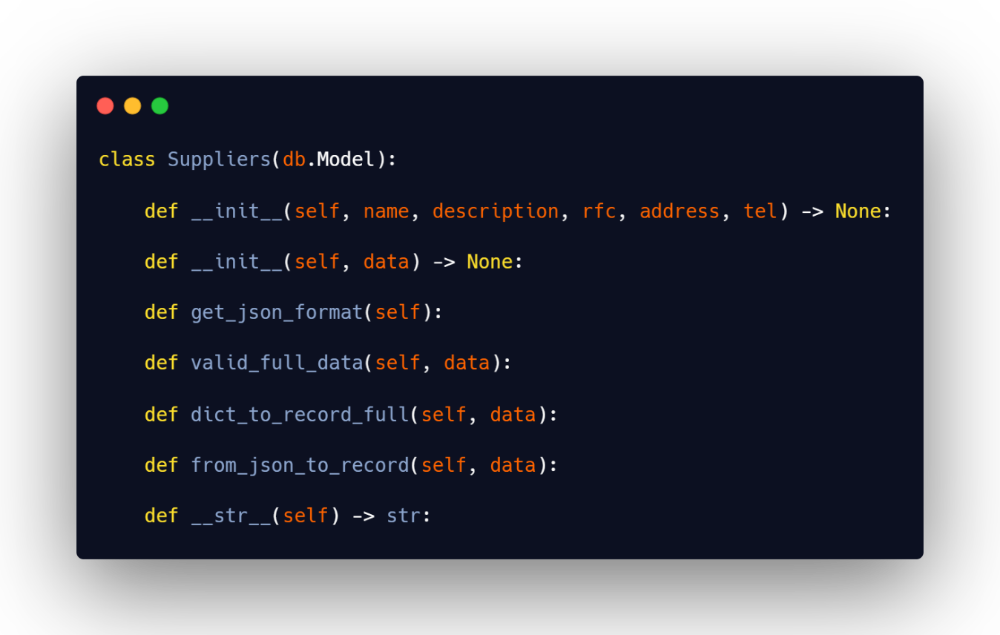 class Suppliers(db.Model):
    def __init__(self, name, description, rfc, address, tel) -> None:
    def __init__(self, data) -> None:
    def get_json_format(self):
    def valid_full_data(self, data):
    def dict_to_record_full(self, data):
    def from_json_to_record(self, data):
    def __str__(self) -> str: